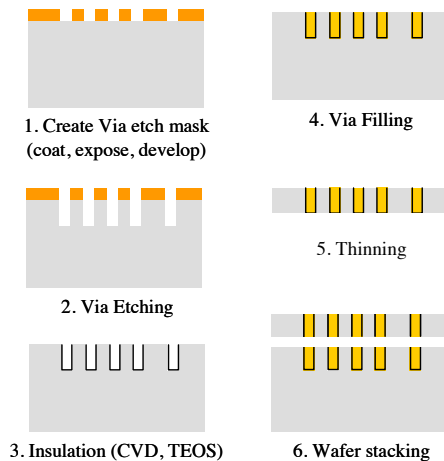 1. Create Via etch mask
(coat, expose, develop)
2. Via Etching
3. Insulation (CVD, TEOS)
4. Via Filling
5. Thinning
6. Wafer stacking